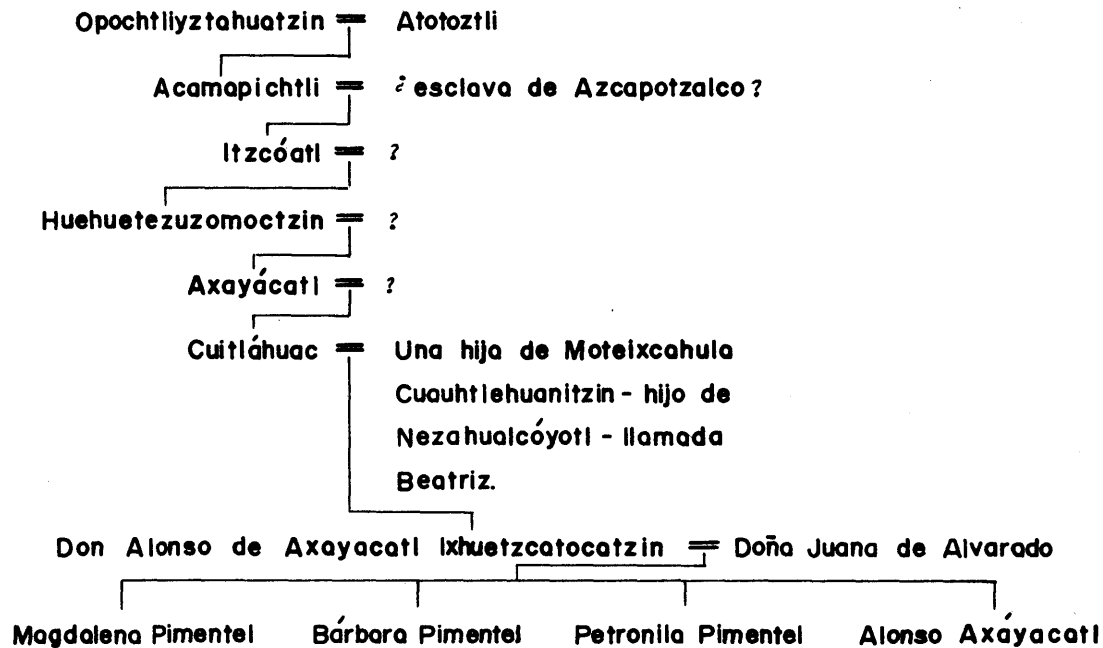 Opochtliyztahuatzin = Atotoztli
Acamapichtli = ¿esclava de Azcapotzalco?
Itzcóatl = ?
Huehuetezuzomoctzin = ?
Axayácatl = ?
Cuitláhuac = Una hija de Moteixcahula
Cuauhtlehuanitzin - hijo de
Nezahualcóyotl - llamada
Beatriz.
Don Alonso de Axayacatl Ixhuetzcatocatzin = Doña Juana de Alvarado
Magdalena Pimentel Bárbara Pimentel Petronila Pimentel Alonso Axáyacatl